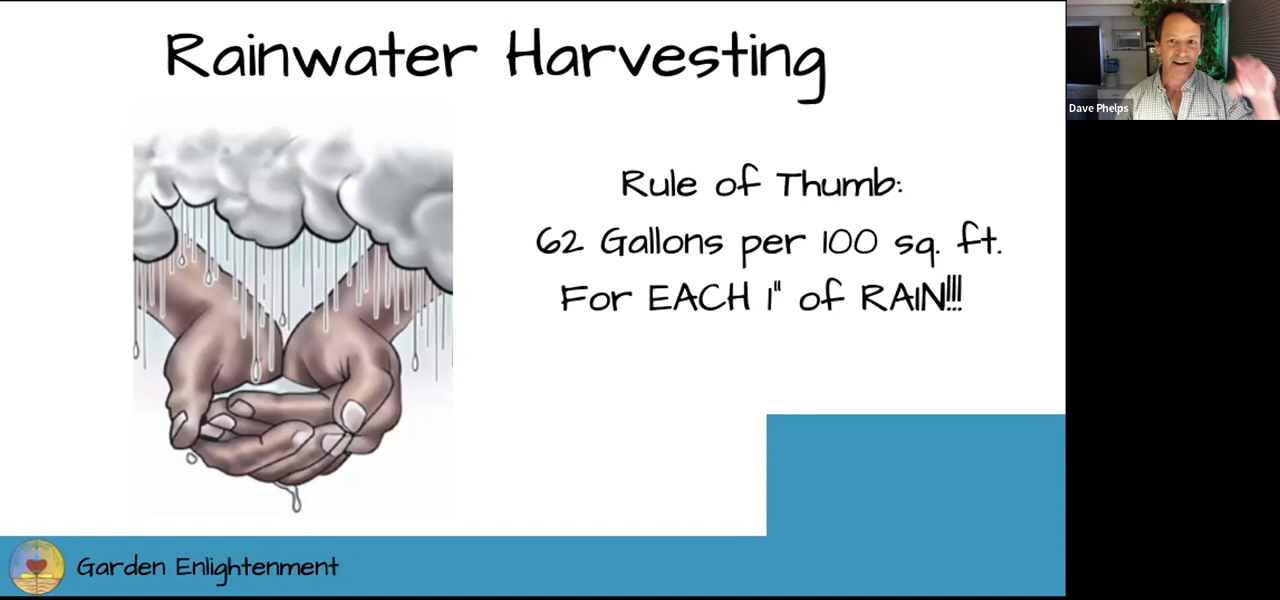 Rainwater Harvesting
Dave Phelps
Rule of Thumb:
62 Gallons per 100 sq. ft.
For EACH 1" of RAIN!!!
Garden Enlightenment